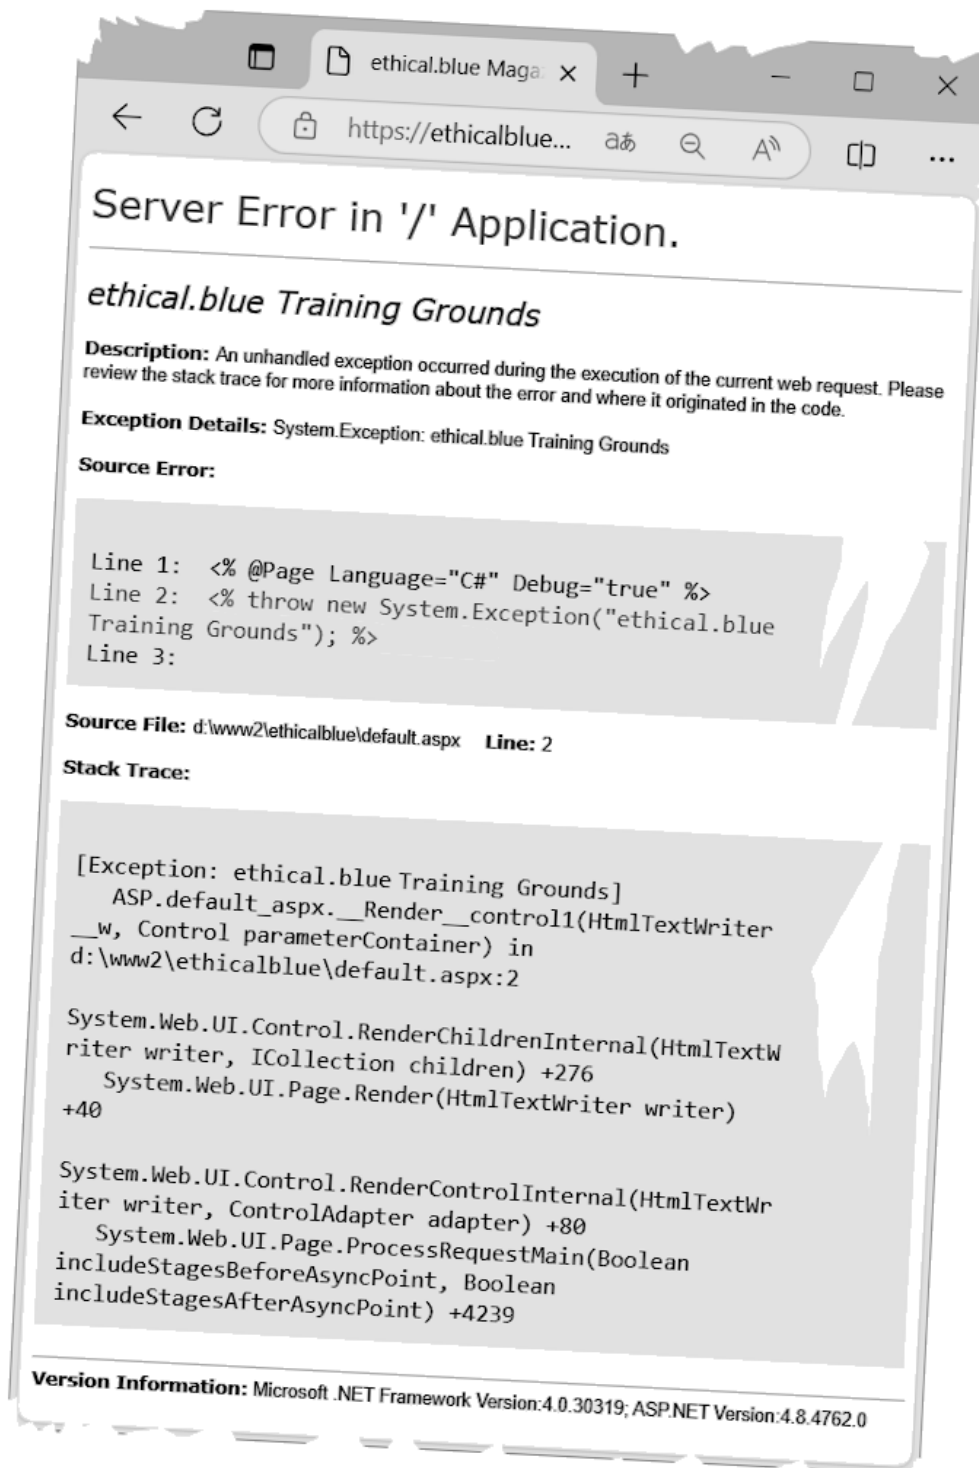 ethical.blue Maga
https://ethicalblue...
aあ
A
Server Error in '/' Application.
ethical.blue Training Grounds
Description: An unhandled exception occurred during the execution of the current web request. Please
review the stack trace for more information about the error and where it originated in the code.
Exception Details: System.Exception: ethical.blue Training Grounds
Source Error:
Line 1:  <% @Page Language="C#" Debug="true" %>
Line 2:  <% throw new System.Exception("ethical.blue
Training Grounds"); %>
Line 3:
Source File: d:\www2\ethicalblue\default.aspx    Line: 2
Stack Trace:
[Exception: ethical.blue Training Grounds]
   ASP.default_aspx.__Render__control1(HtmlTextWriter
__w, Control parameterContainer) in
d:\www2\ethicalblue\default.aspx:2
System.Web.UI.Control.RenderChildrenInternal(HtmlTextW
riter writer, ICollection children) +276
   System.Web.UI.Page.Render(HtmlTextWriter writer)
+40
System.Web.UI.Control.RenderControlInternal(HtmlTextWr
iter writer, ControlAdapter adapter) +80
   System.Web.UI.Page.ProcessRequestMain(Boolean
includeStagesBeforeAsyncPoint, Boolean
includeStagesAfterAsyncPoint) +4239
Version Information: Microsoft .NET Framework Version:4.0.30319; ASP.NET Version:4.8.4762.0